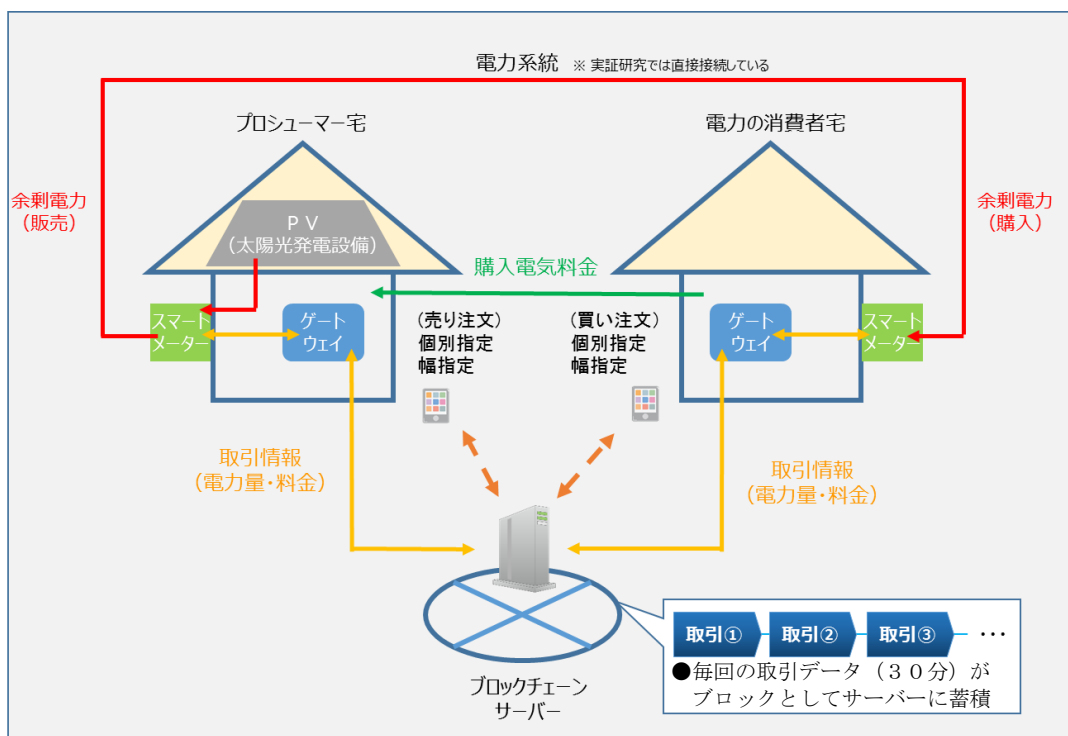 電力系統 ※ 実証研究では直接接続している
プロシューマー宅
電力の消費者宅
余剰電力
(販売)
ＰＶ
(太陽光発電設備)
余剰電力
(購入)
購入電気料金
スマート
メーター
ゲート
ウェイ
(売り注文)
個別指定
幅指定
(買い注文)
個別指定
幅指定
ゲート
ウェイ
スマート
メーター
取引情報
(電力量・料金)
取引情報
(電力量・料金)
取引① 取引② 取引③ …
●毎回の取引データ（３０分）が
ブロックとしてサーバーに蓄積
ブロックチェーン
サーバー